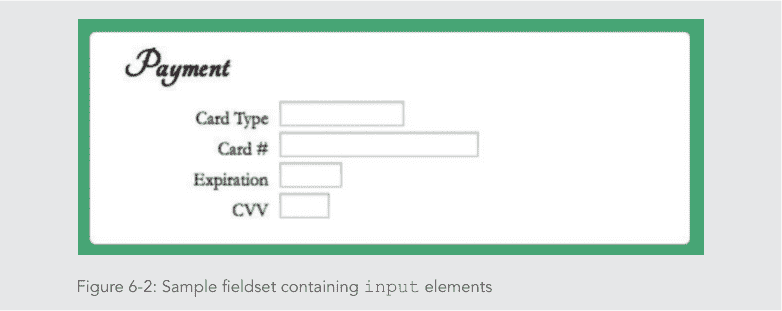 Payment
Card Type
Card #
Expiration
CVV
Figure 6-2: Sample fieldset containing input elements